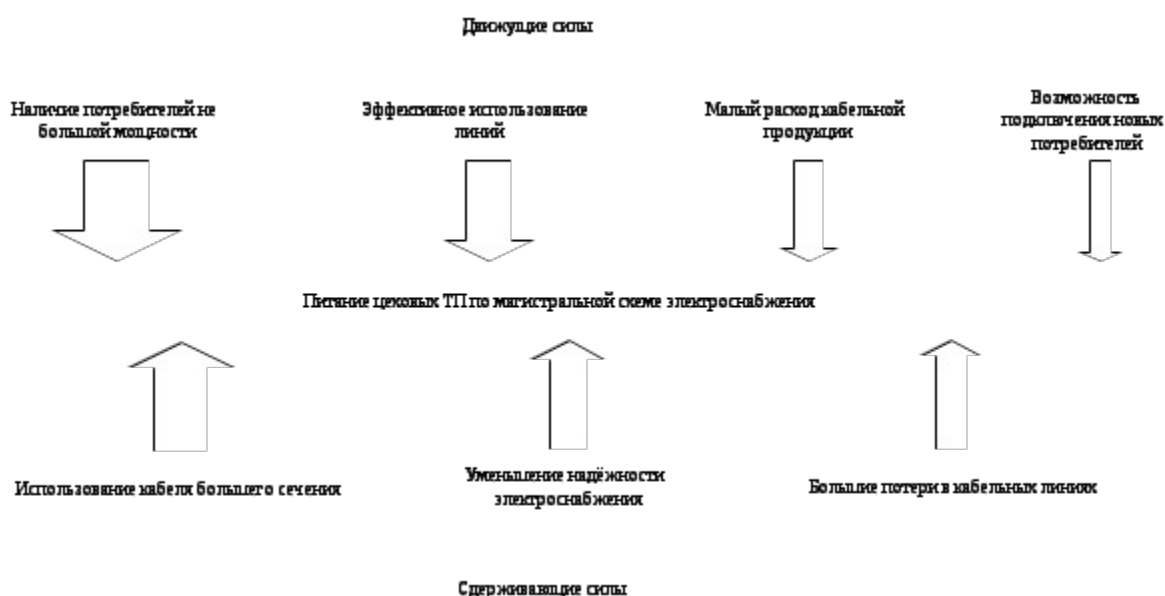 Движущие силы
Наличие потребителей не
большой мощности
Эффективное использование
линий
Малый расход кабельной
продукции
Возможность
подключения новых
потребителей
Питание цеховых ТП по магистральной схеме электроснабжения
Использование кабеля большего сечения
Уменьшение надёжности
электроснабжения
Большие потери в кабельных линиях
Сдерживающие силы